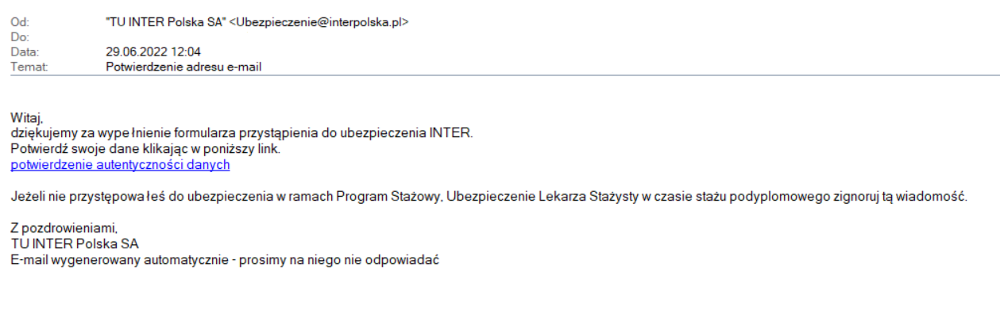 Od: "TU INTER Polska SA" <Ubezpieczenie@interpolska.pl>
Do:
Data: 29.06.2022 12:04
Temat: Potwierdzenie adresu e-mail
Witaj,
dziękujemy za wypełnienie formularza przystąpienia do ubezpieczenia INTER.
Potwierdź swoje dane klikając w poniższy link.
potwierdzenie autentyczności danych
Jeżeli nie przystępowałeś do ubezpieczenia w ramach Program Stażowy, Ubezpieczenie Lekarza Stażysty w czasie stażu podyplomowego zignoruj tą wiadomość.
Z pozdrowieniami,
TU INTER Polska SA
E-mail wygenerowany automatycznie - prosimy na niego nie odpowiadać